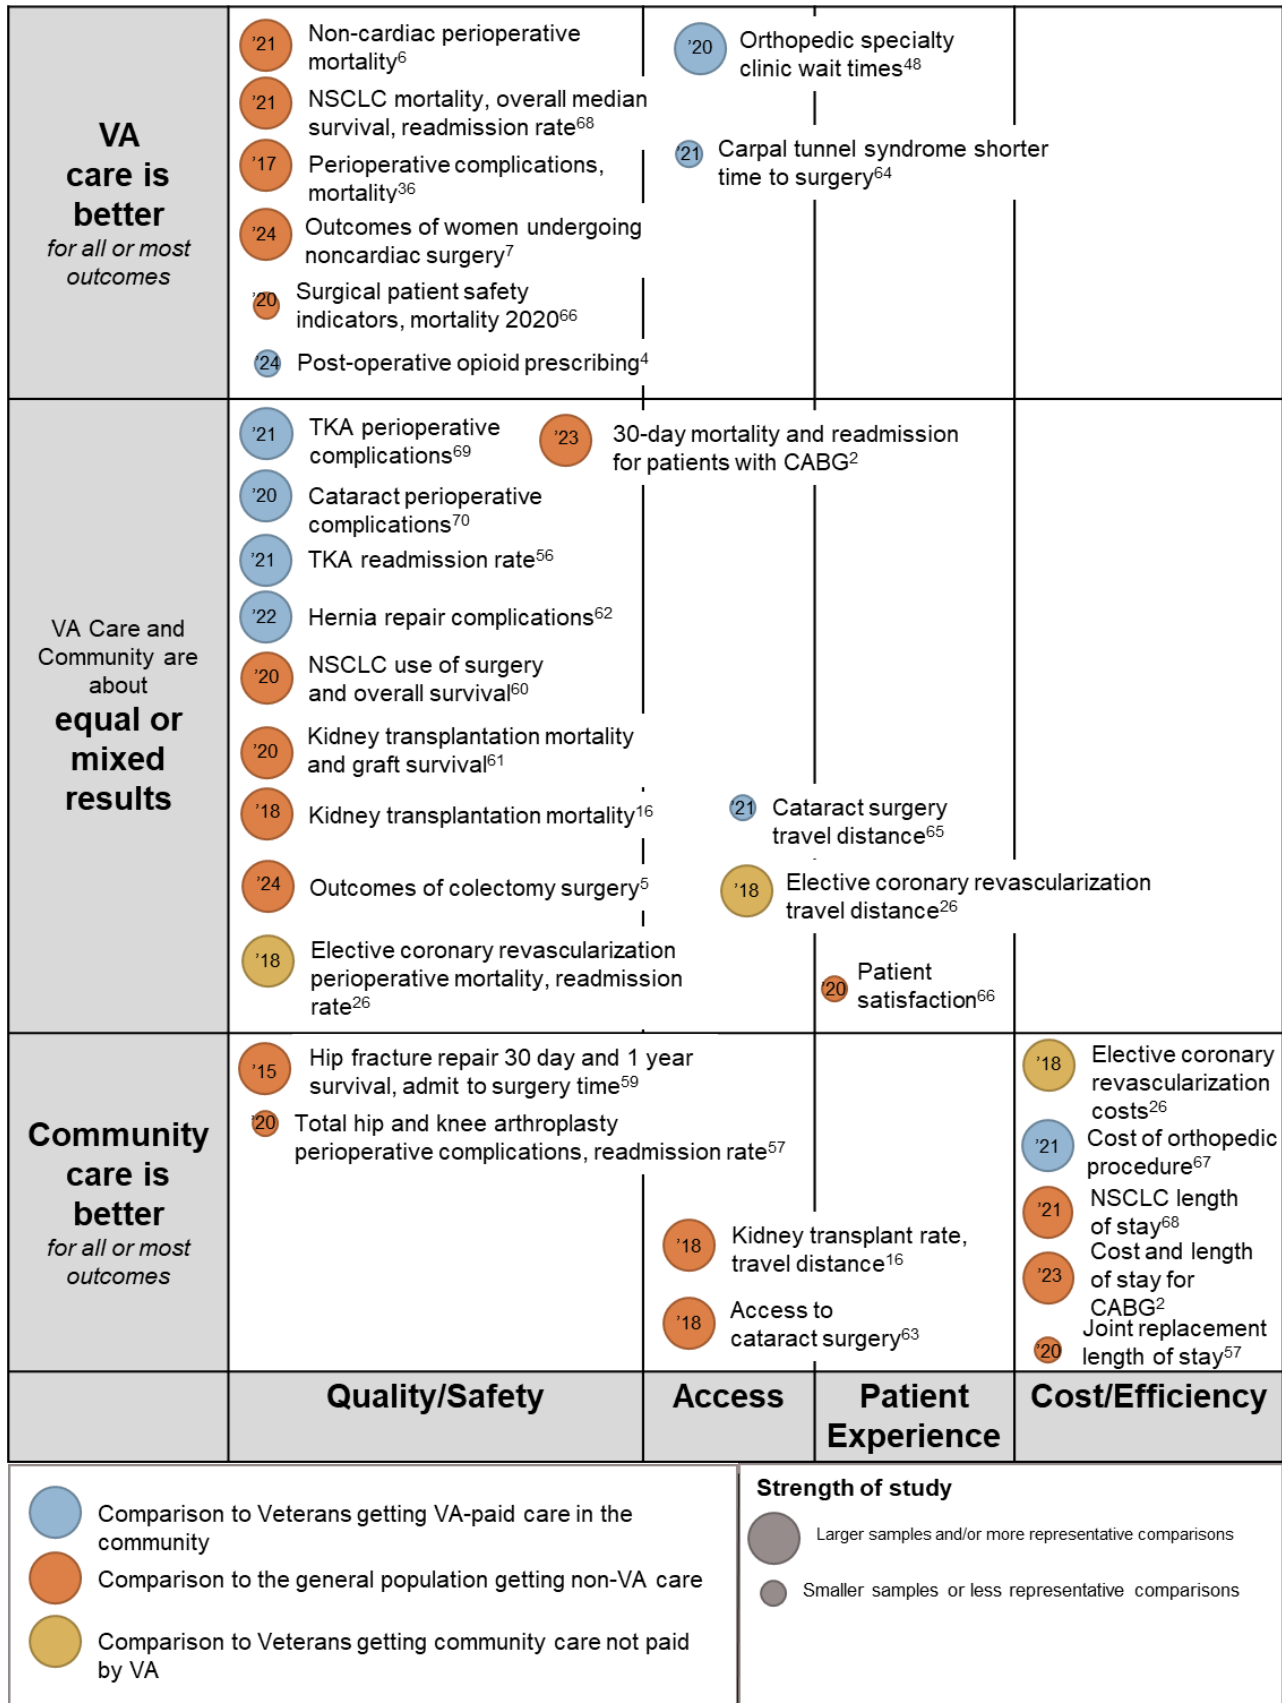 VA
care is
better
for all or most
outcomes
’21
Non-cardiac perioperative
mortality6
’21
NSCLC mortality, overall median
survival, readmission rate68
’17
Perioperative complications,
mortality36
’24
Outcomes of women undergoing
noncardiac surgery7
’20
Surgical patient safety
indicators, mortality 202066
’24
Post-operative opioid prescribing4
’20
Orthopedic specialty
clinic wait times48
’21
Carpal tunnel syndrome shorter
time to surgery64
VA Care and
Community are
about
equal or
mixed
results
’21
TKA perioperative
complications69
’23
30-day mortality and readmission
for patients with CABG2
’20
Cataract perioperative
complications70
’21
TKA readmission rate56
’22
Hernia repair complications62
’20
NSCLC use of surgery
and overall survival60
’20
Kidney transplantation mortality
and graft survival61
’18
Kidney transplantation mortality16
’24
Outcomes of colectomy surgery5
’18
Elective coronary revascularization
perioperative mortality, readmission
rate26
’21
Cataract surgery
travel distance65
’18
Elective coronary revascularization
travel distance26
’20
Patient
satisfaction66
Community
care is
better
for all or most
outcomes
’15
Hip fracture repair 30 day and 1 year
survival, admit to surgery time59
’20
Total hip and knee arthroplasty
perioperative complications, readmission rate57
’18
Kidney transplant rate,
travel distance16
’18
Access to
cataract surgery63
’18
Elective coronary
revascularization
costs26
’21
Cost of orthopedic
procedure67
’21
NSCLC length
of stay68
’23
Cost and length
of stay for
CABG2
’20
Joint replacement
length of stay57
Quality/Safety
Access
Patient
Experience
Cost/Efficiency
Comparison to Veterans getting VA-paid care in the
community
Comparison to the general population getting non-VA care
Comparison to Veterans getting community care not paid
by VA
Strength of study
Larger samples and/or more representative comparisons
Smaller samples or less representative comparisons